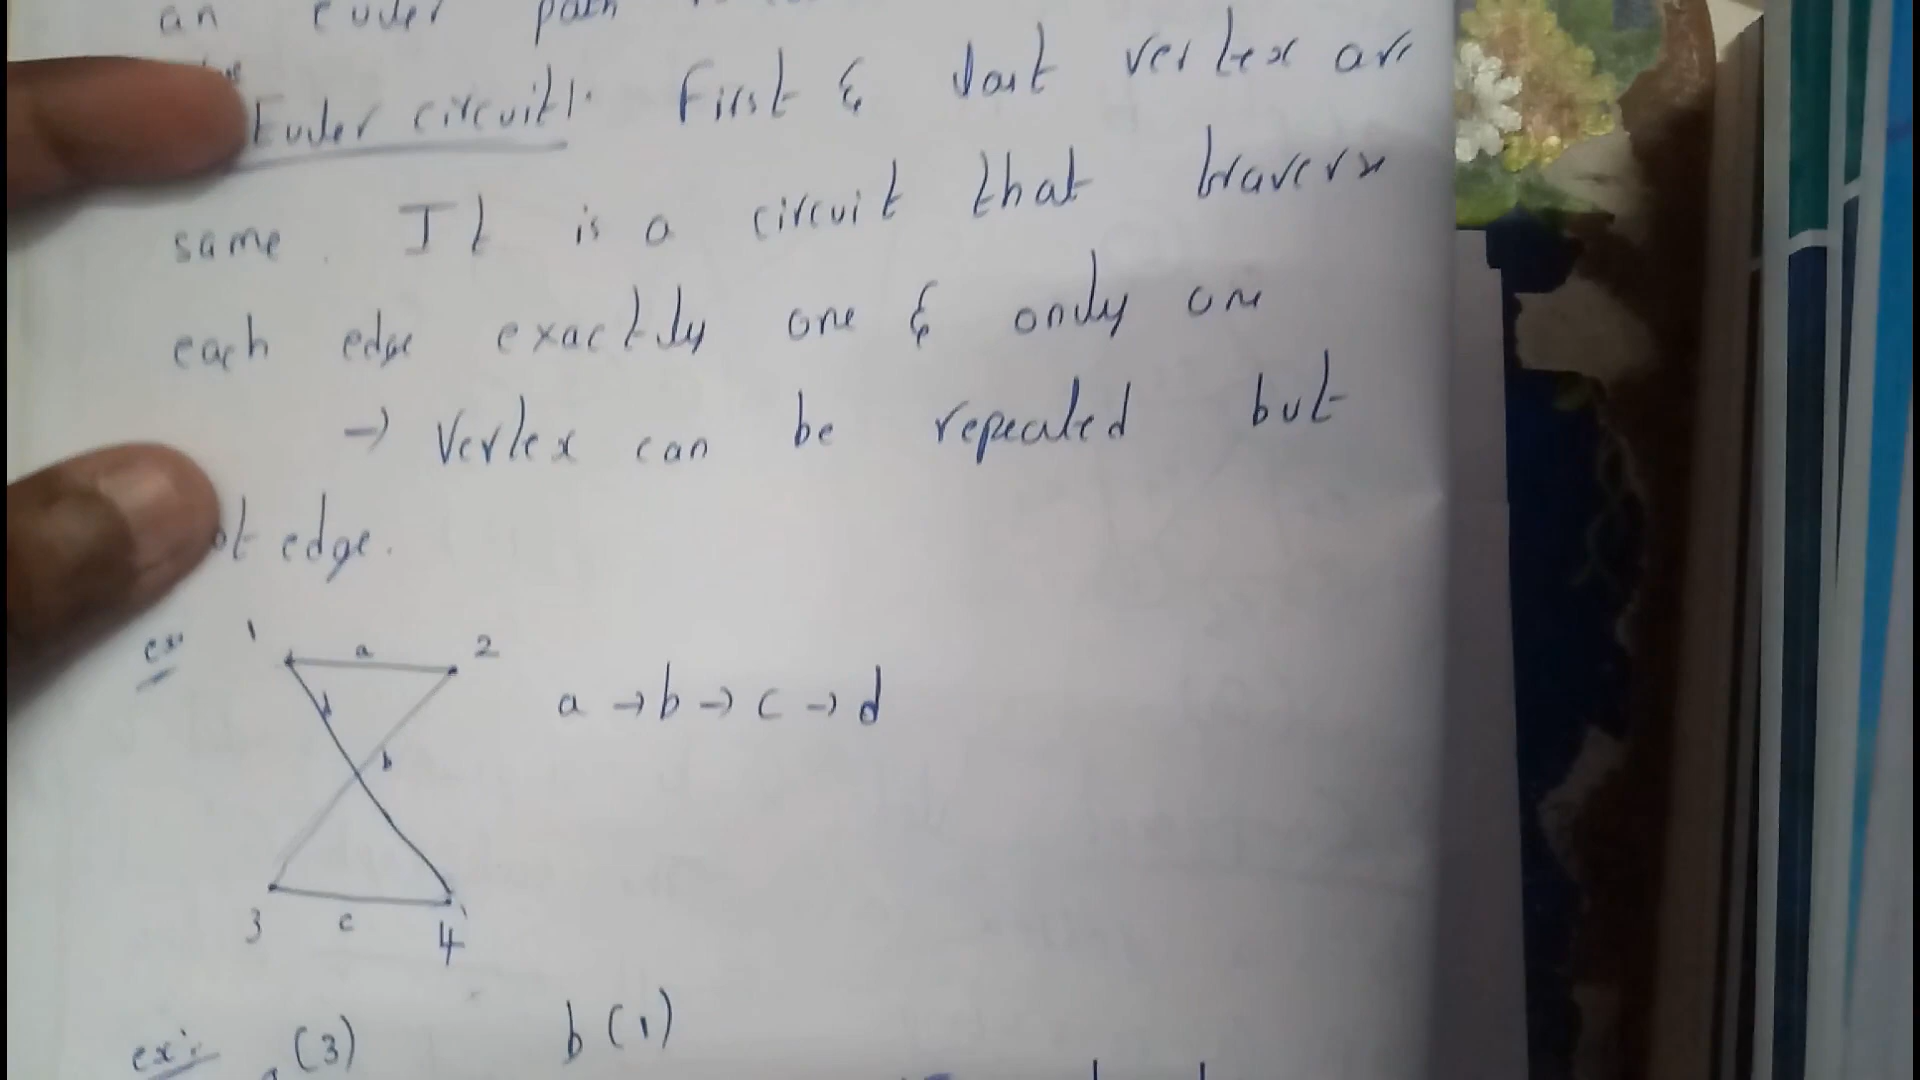 an euler path
Euler circuit:. First & last vertex are
same. It is a circuit that traverse
each edge exactily one & only one
→ Vertex can be repeated but
edge.
ex:
1 a 2
d
b
a → b → c → d
3 c 4
ex:- (3) b(1)